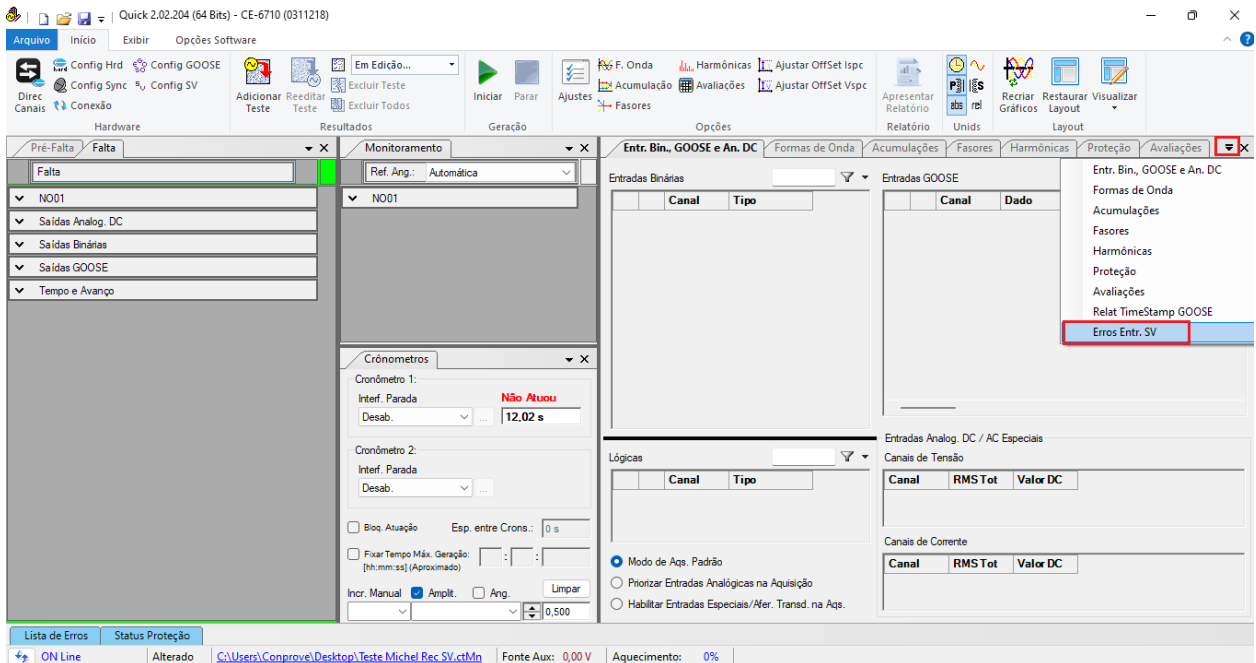 Quick 2.02.204 (64 Bits) - CE-6710 (0311218)
Arquivo Início Exibir Opções Software
Direc Canais
Config Hrd Config GOOSE
Config Sync Config SV
Conexão
Hardware
Adicionar Teste
Reeditar Teste
Em Edição...
Excluir Teste
Excluir Todos
Resultados
Iniciar Parar
Geração
Ajustes
F. Onda Harmônicas Ajustar OffSet Ispc
Acumulação Avaliações Ajustar OffSet Vspc
Fasores
Opções
Apresentar Relatório
Relatório
abs rel
Unids
Recriar Gráficos
Restaurar Layout
Visualizar
Layout
Pré-Falta Falta
Falta
NO01
Saídas Analog. DC
Saídas Binárias
Saídas GOOSE
Tempo e Avanço
Monitoramento
Ref. Ang.: Automática
NO01
Crônometros
Cronômetro 1:
Interf. Parada Não Atuou
Desab. ... 12,02 s
Cronômetro 2:
Interf. Parada
Desab. ...
Bloq. Atuação Esp. entre Crons.: 0 s
Fixar Tempo Máx. Geração: : :
[hh:mm:ss] (Aproximado)
Incr. Manual Amplit. Ang. Limpar
0,500
Entr. Bin., GOOSE e An. DC Formas de Onda Acumulações Fasores Harmônicas Proteção Avaliações
Entradas Binárias
Canal Tipo
Entradas GOOSE
Canal Dado
Entr. Bin., GOOSE e An. DC
Formas de Onda
Acumulações
Fasores
Harmônicas
Proteção
Avaliações
Relat TimeStamp GOOSE
Erros Entr. SV
Lógicas
Canal Tipo
Modo de Aqs. Padrão
Priorizar Entradas Analógicas na Aquisição
Habilitar Entradas Especiais/Afer. Transd. na Aqs.
Entradas Analog. DC / AC Especiais
Canais de Tensão
Canal RMS Tot Valor DC
Canais de Corrente
Canal RMS Tot Valor DC
Lista de Erros Status Proteção
ON Line Alterado C:\Users\Conprove\Desktop\Teste Michel Rec SV.ctMn Fonte Aux: 0,00 V Aquecimento: 0%